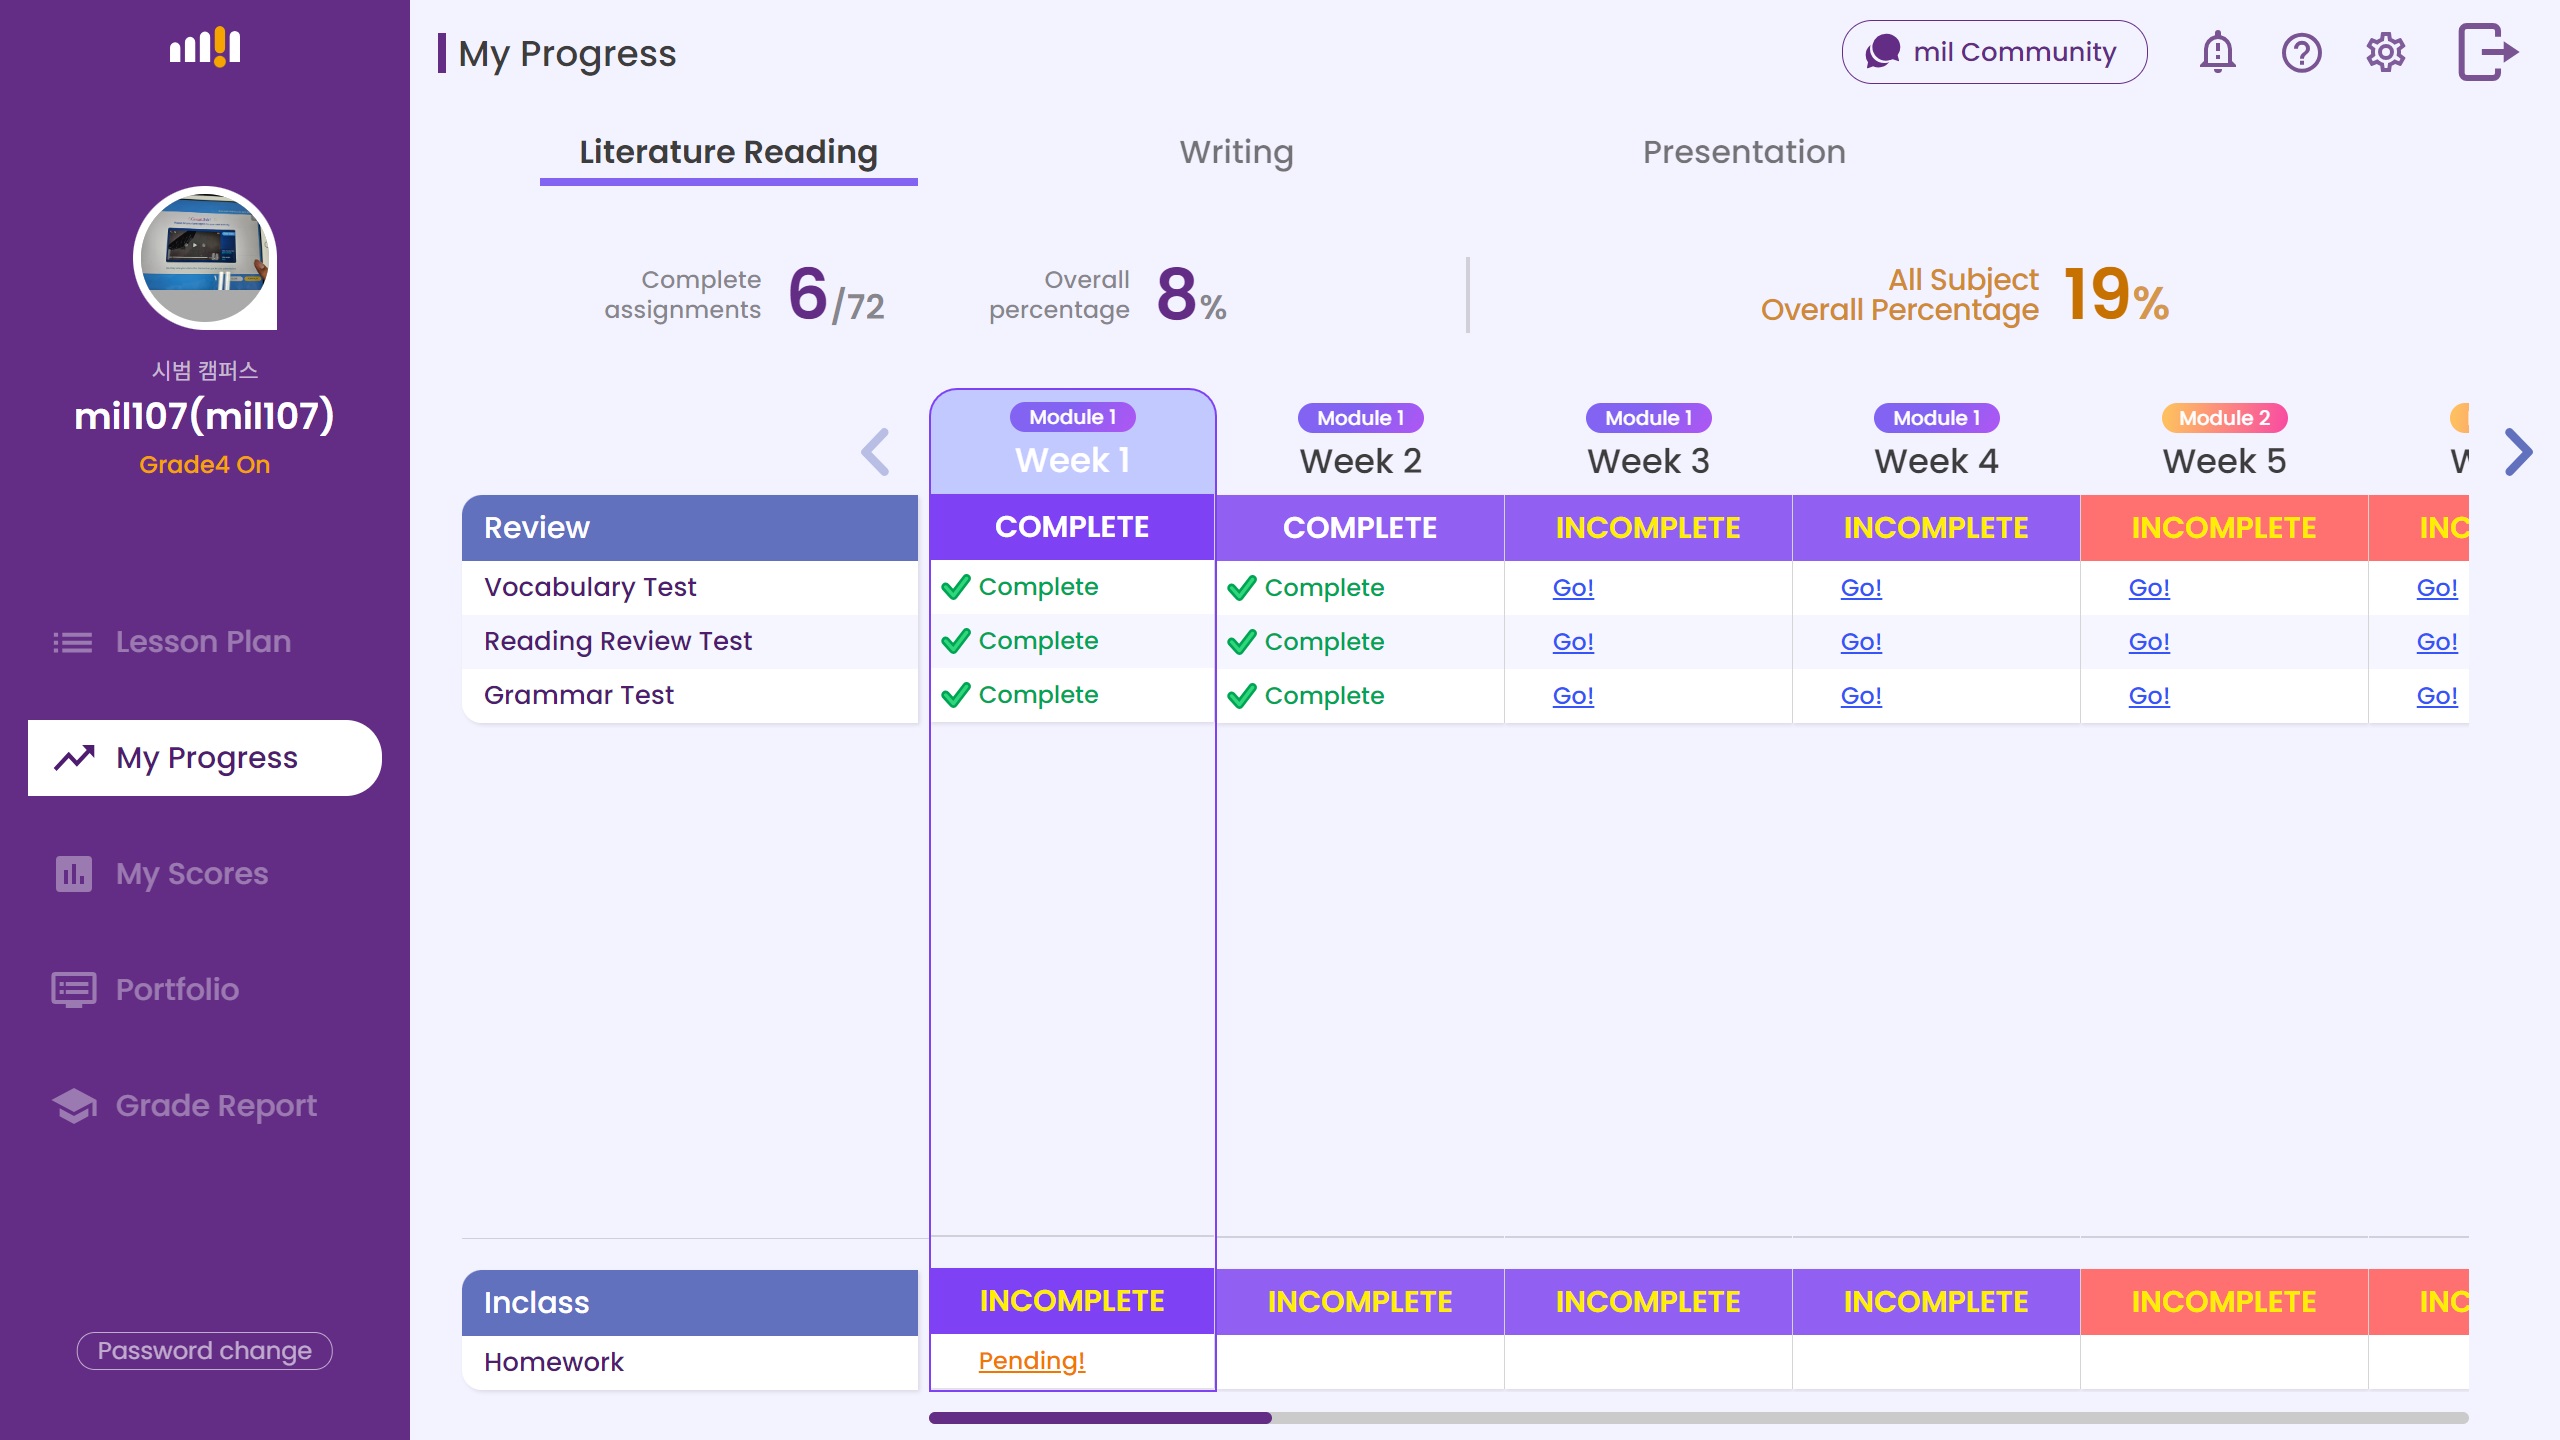 mil!
시범 캠퍼스
mil107(mil107)
Grade4 On
Lesson Plan
My Progress
My Scores
Portfolio
Grade Report
Password change
My Progress
mil Community
Literature Reading
Writing
Presentation
Complete assignments 6/72
Overall percentage 8%
All Subject Overall Percentage 19%
Module 1 Module 1 Module 1 Module 1 Module 2
Week 1 Week 2 Week 3 Week 4 Week 5
Review COMPLETE COMPLETE INCOMPLETE INCOMPLETE INCOMPLETE INC
Vocabulary Test Complete Complete Go! Go! Go! Go!
Reading Review Test Complete Complete Go! Go! Go! Go!
Grammar Test Complete Complete Go! Go! Go! Go!
Inclass INCOMPLETE INCOMPLETE INCOMPLETE INCOMPLETE INCOMPLETE INC
Homework Pending!